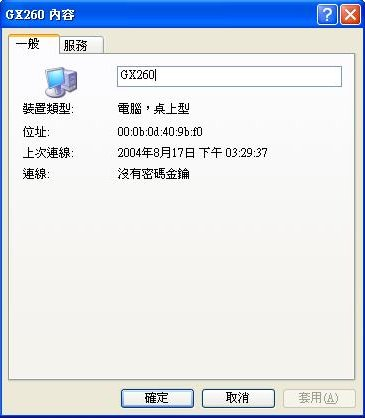 GX260 內容
一般 服務
GX260
裝置類型: 電腦，桌上型
位址: 00:0b:0d:40:9b:f0
上次連線: 2004年8月17日 下午 03:29:37
連線: 沒有密碼金鑰
確定 取消 套用(A)